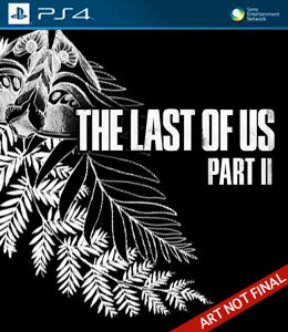 PS4
Sony
Entertainment
Network
THE LAST OF US
PART II
ART NOT FINAL